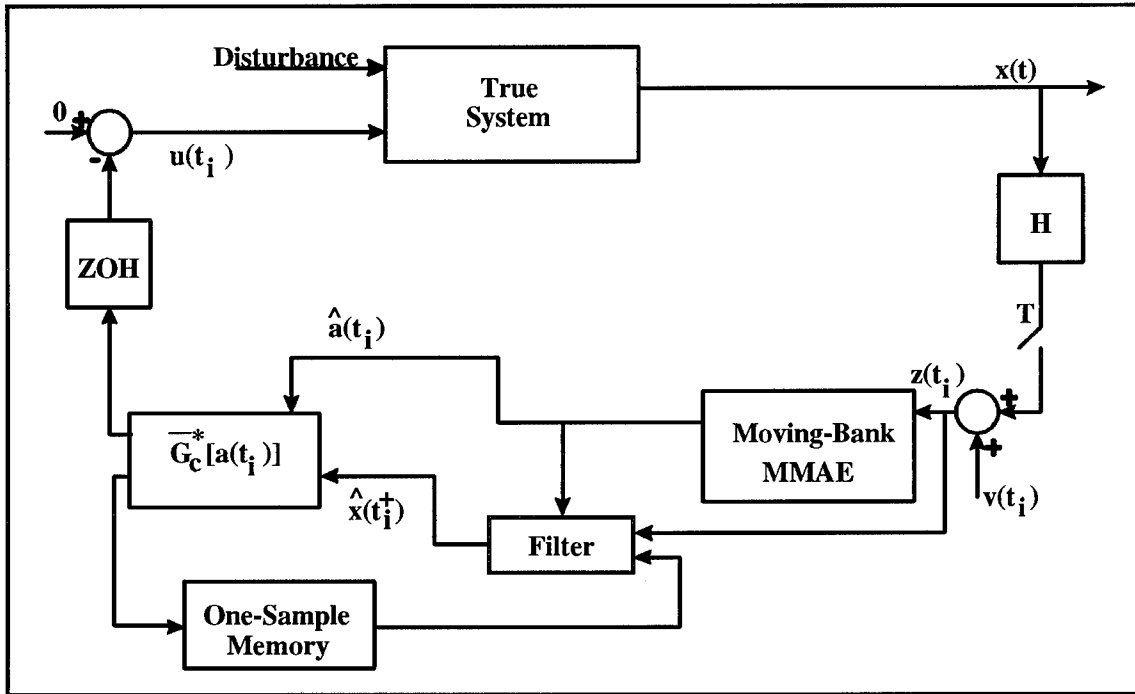 Disturbance
True
System
x(t)
0 +
-
u(t_i)
H
ZOH
T
â(t_i)
z(t_i)
+
+
v(t_i)
Moving-Bank
MMAE
G̅_c^*[a(t_i)]
x̂(t_i^+)
Filter
One-Sample
Memory